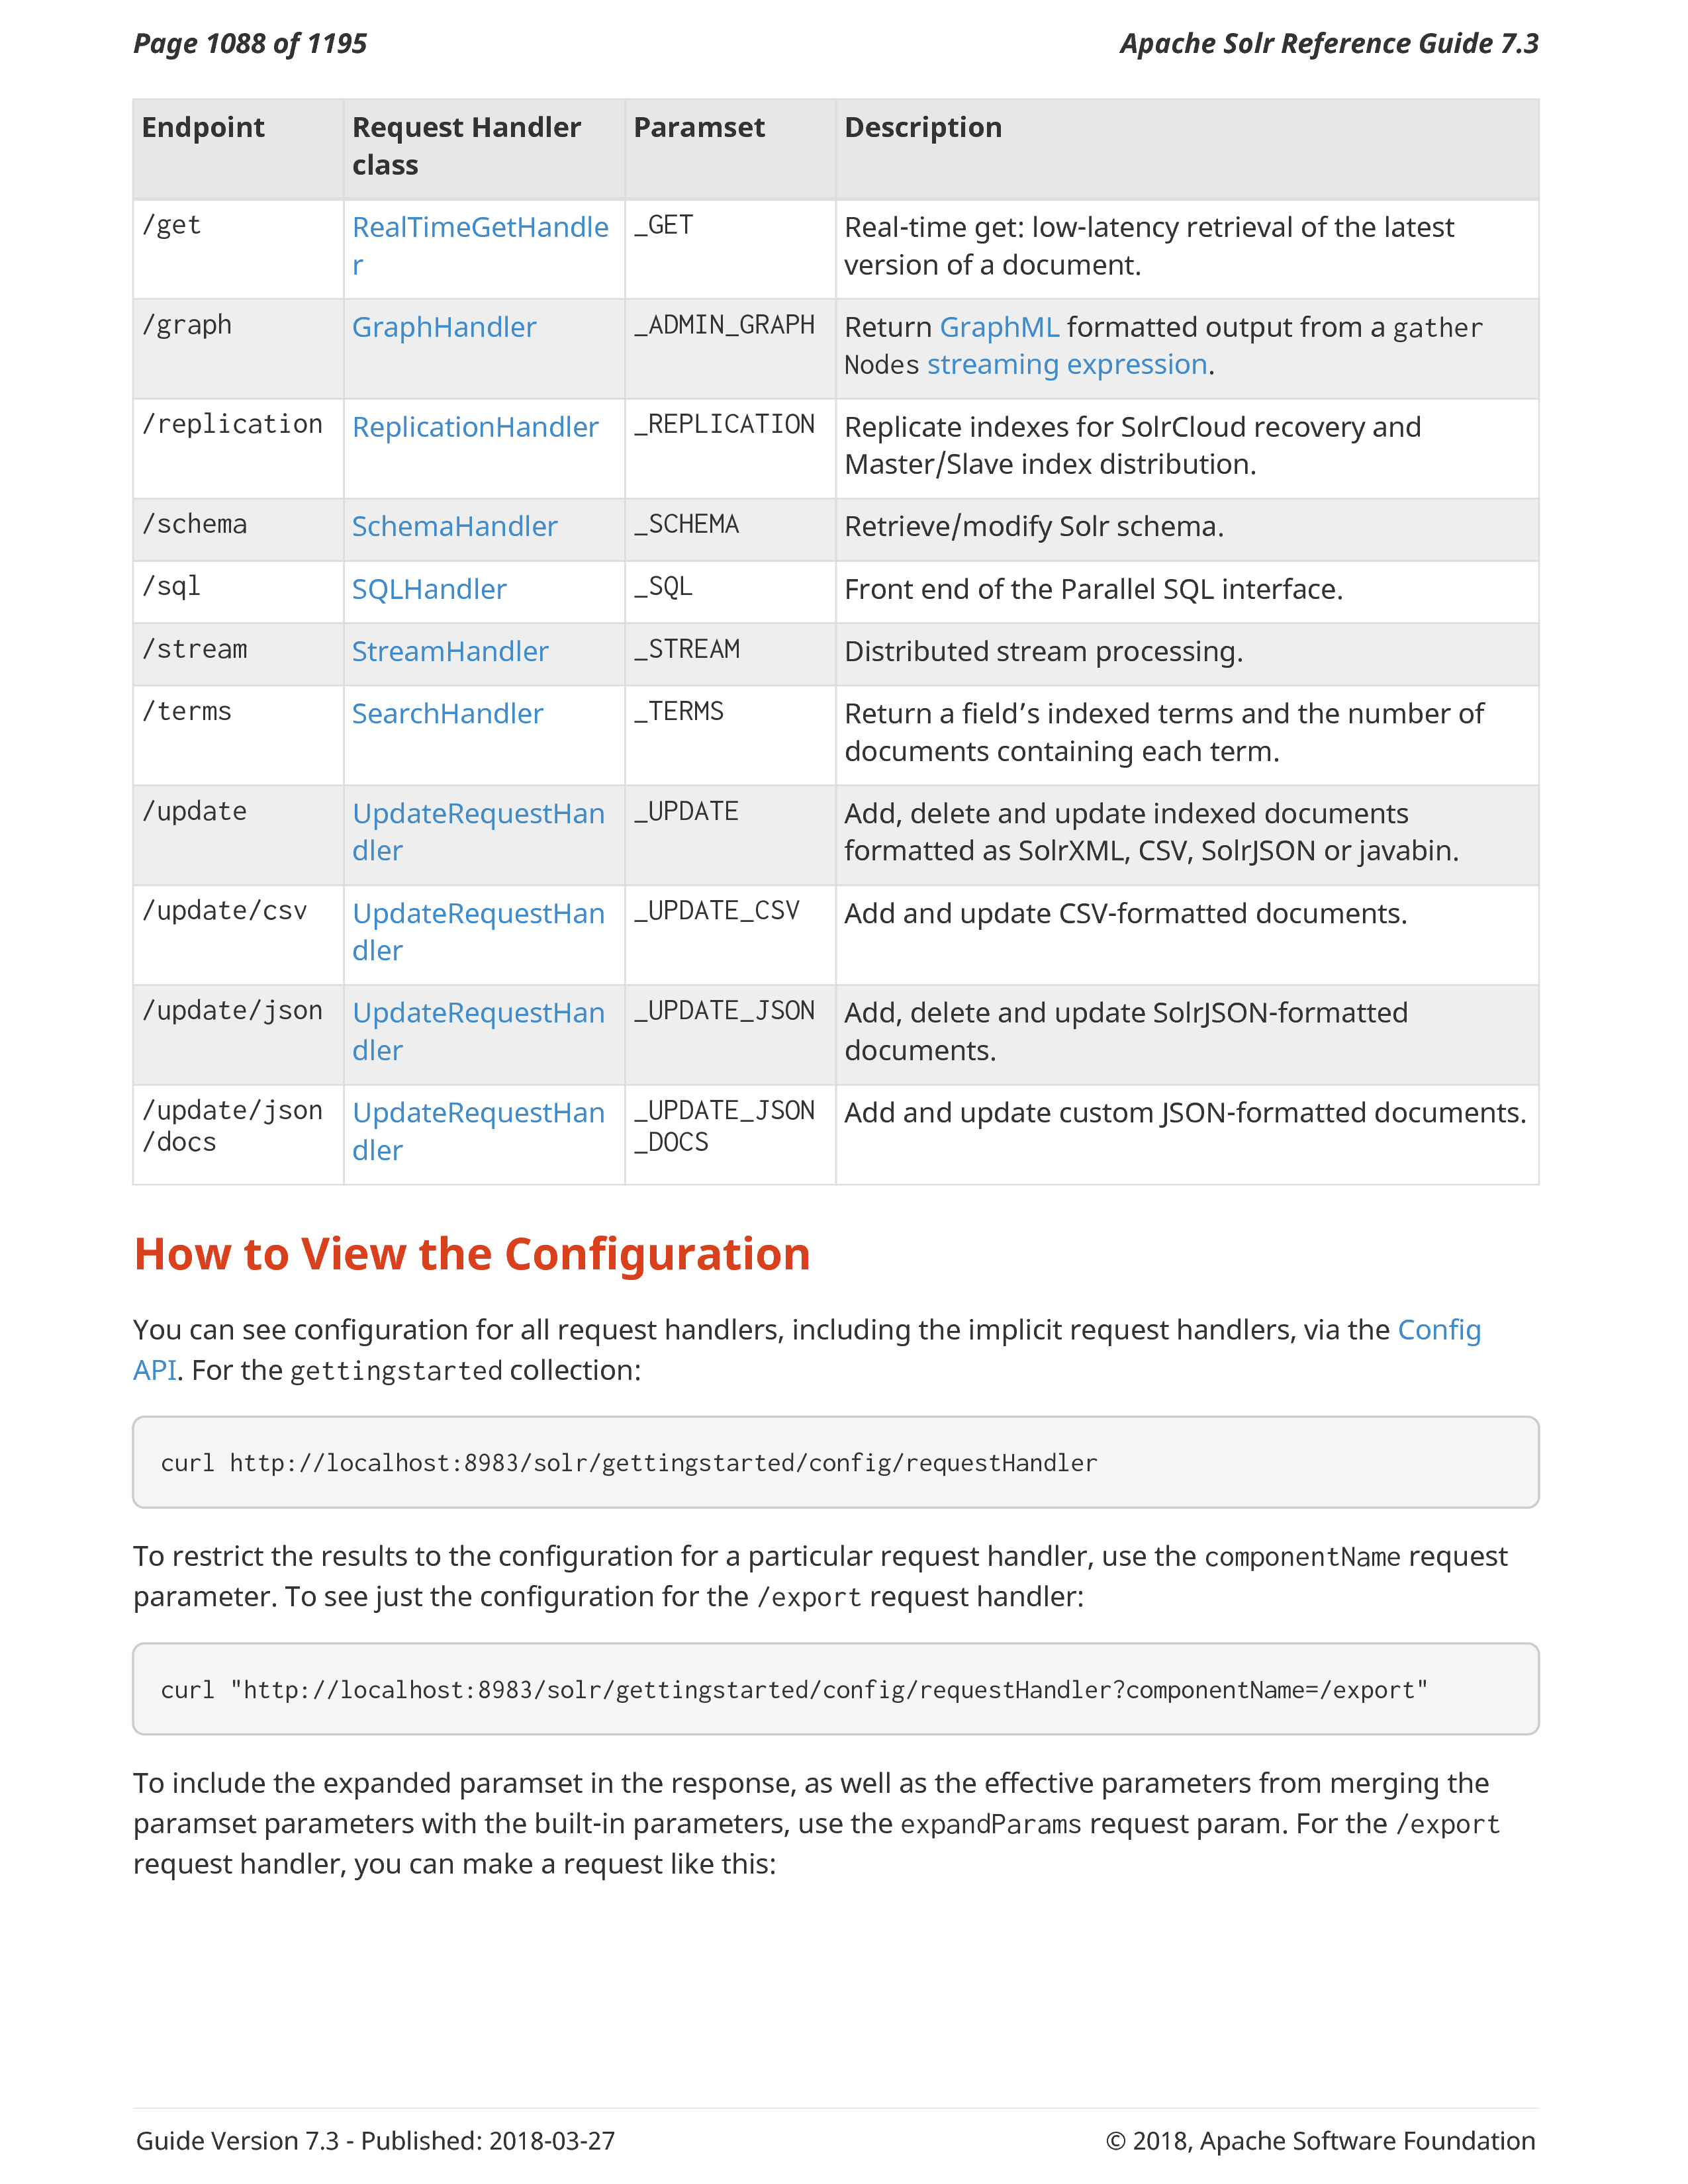 Page 1088 of 1195
Apache Solr Reference Guide 7.3
Endpoint
Request Handler
class
Paramset
Description
/get
RealTimeGetHandle
r
_GET
Real-time get: low-latency retrieval of the latest
version of a document.
/graph
GraphHandler
_ADMIN_GRAPH
Return GraphML formatted output from a gather
Nodes streaming expression.
/replication
ReplicationHandler
_REPLICATION
Replicate indexes for SolrCloud recovery and
Master/Slave index distribution.
/schema
SchemaHandler
_SCHEMA
Retrieve/modify Solr schema.
/sql
SQLHandler
_SQL
Front end of the Parallel SQL interface.
/stream
StreamHandler
_STREAM
Distributed stream processing.
/terms
SearchHandler
_TERMS
Return a field’s indexed terms and the number of
documents containing each term.
/update
UpdateRequestHan
dler
_UPDATE
Add, delete and update indexed documents
formatted as SolrXML, CSV, SolrJSON or javabin.
/update/csv
UpdateRequestHan
dler
_UPDATE_CSV
Add and update CSV-formatted documents.
/update/json
UpdateRequestHan
dler
_UPDATE_JSON
Add, delete and update SolrJSON-formatted
documents.
/update/json
/docs
UpdateRequestHan
dler
_UPDATE_JSON
_DOCS
Add and update custom JSON-formatted documents.
How to View the Configuration
You can see configuration for all request handlers, including the implicit request handlers, via the Config
API. For the gettingstarted collection:
curl http://localhost:8983/solr/gettingstarted/config/requestHandler
To restrict the results to the configuration for a particular request handler, use the componentName request
parameter. To see just the configuration for the /export request handler:
curl "http://localhost:8983/solr/gettingstarted/config/requestHandler?componentName=/export"
To include the expanded paramset in the response, as well as the effective parameters from merging the
paramset parameters with the built-in parameters, use the expandParams request param. For the /export
request handler, you can make a request like this:
Guide Version 7.3 - Published: 2018-03-27
© 2018, Apache Software Foundation